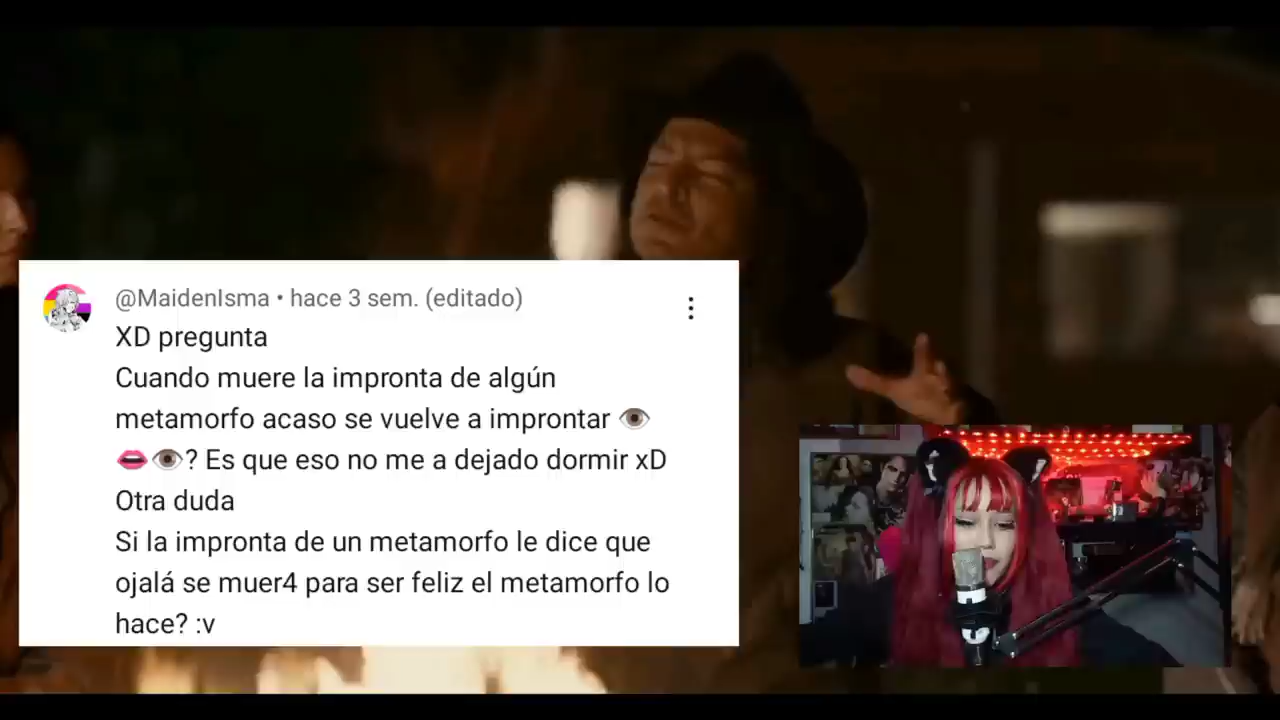 @MaidenIsma • hace 3 sem. (editado)
XD pregunta
Cuando muere la impronta de algún
metamorfo acaso se vuelve a improntar 👁️
👄👁️? Es que eso no me a dejado dormir xD
Otra duda
Si la impronta de un metamorfo le dice que
ojalá se muer4 para ser feliz el metamorfo lo
hace? :v